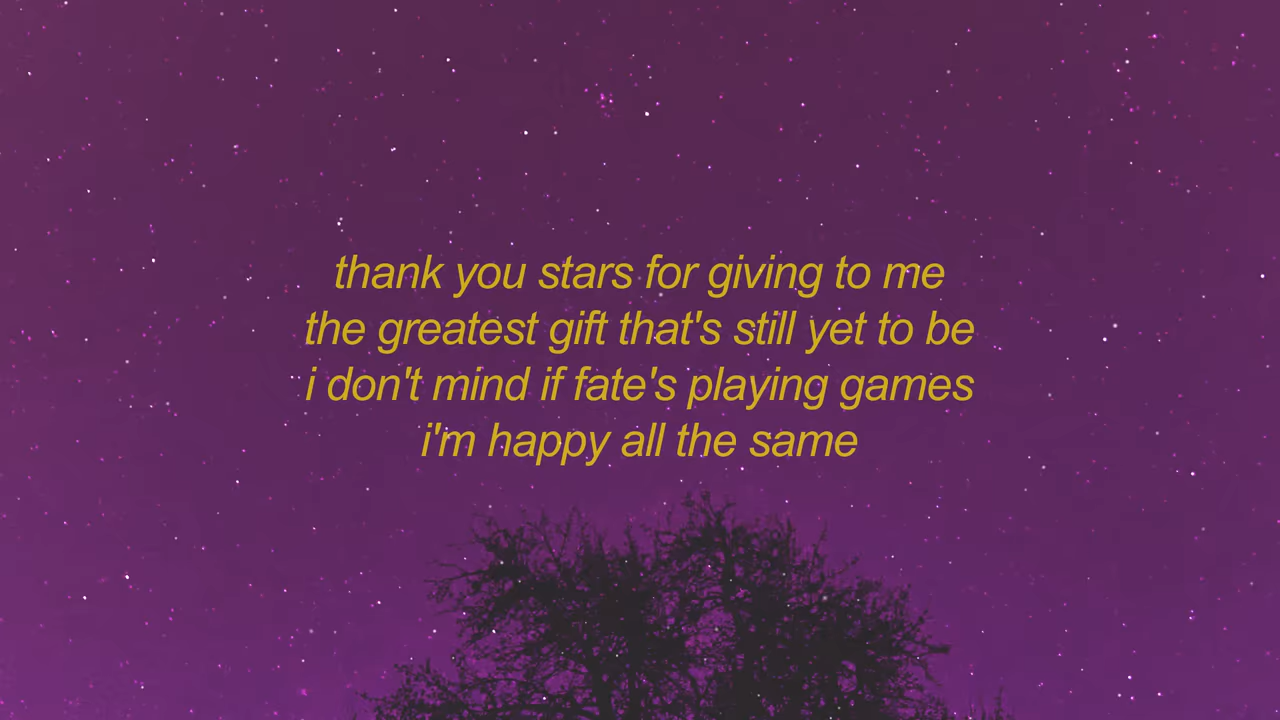 thank you stars for giving to me
the greatest gift that's still yet to be
i don't mind if fate's playing games
i'm happy all the same